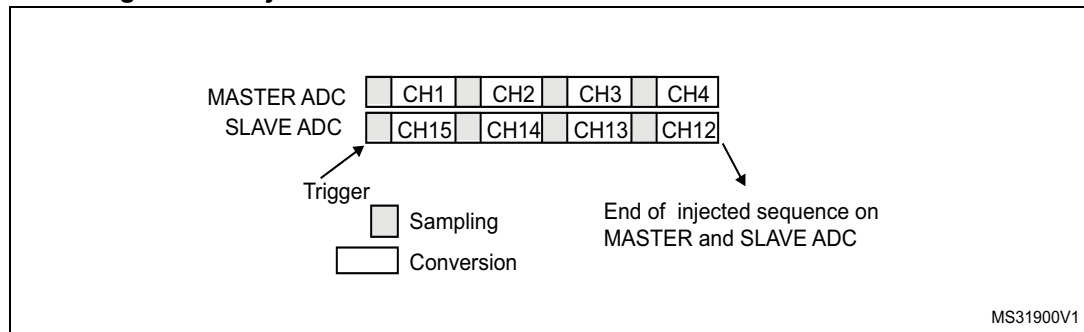 MASTER ADC CH1 CH2 CH3 CH4
SLAVE ADC CH15 CH14 CH13 CH12
Trigger
Sampling
Conversion
End of injected sequence on
MASTER and SLAVE ADC
MS31900V1